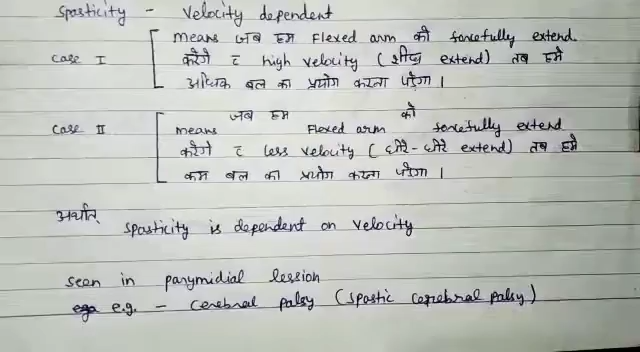 Spasticity - Velocity dependent
Case I means जब हम Flexed arm को forcefully extend
करेंगे c̄ high velocity (शीघ्र extend) तब हमे
अधिक बल का प्रयोग करना पड़ेगा।
Case II means जब हम Flexed arm को forcefully extend
करेंगे c̄ less velocity (धीरे-धीरे extend) तब हमे
कम बल का प्रयोग करना पड़ेगा।
अर्थात्
Spasticity is dependent on velocity
seen in parymidial lession
e.g. - cerebral palsy (spastic cerebral palsy)